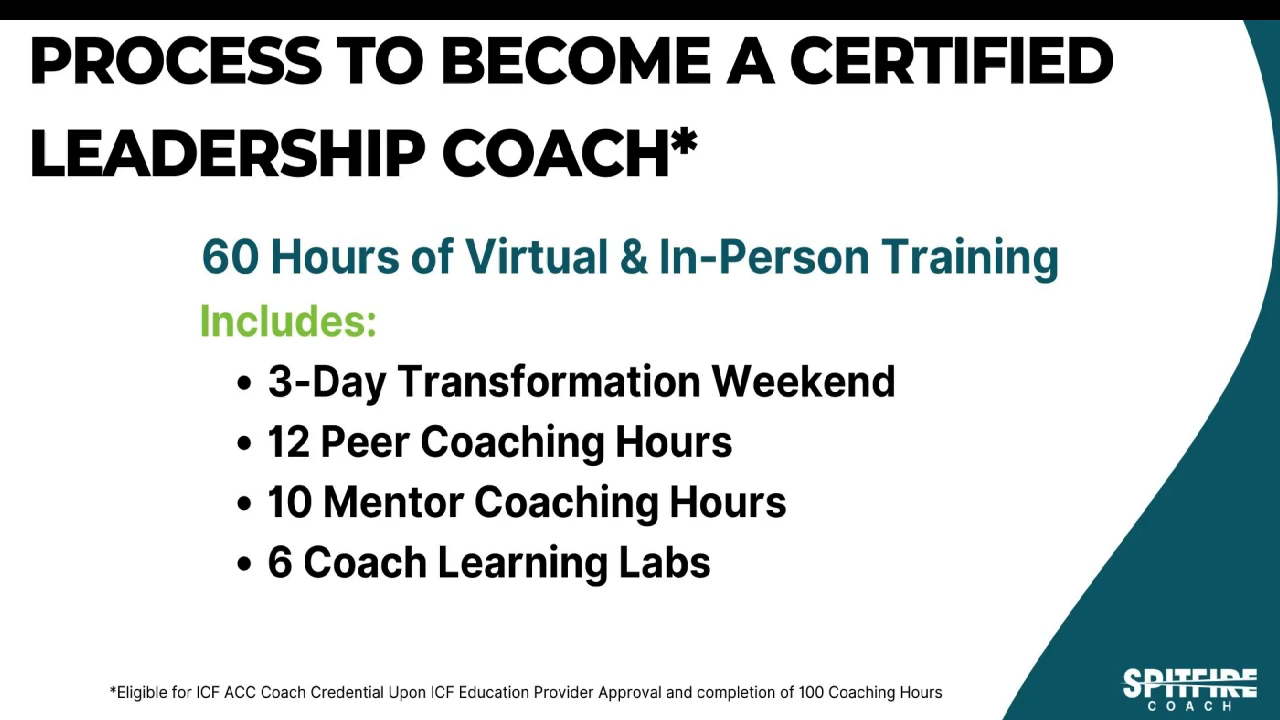 PROCESS TO BECOME A CERTIFIED
LEADERSHIP COACH*
60 Hours of Virtual & In-Person Training
Includes:
• 3-Day Transformation Weekend
• 12 Peer Coaching Hours
• 10 Mentor Coaching Hours
• 6 Coach Learning Labs
*Eligible for ICF ACC Coach Credential Upon ICF Education Provider Approval and completion of 100 Coaching Hours
SPITFIRE
COACH